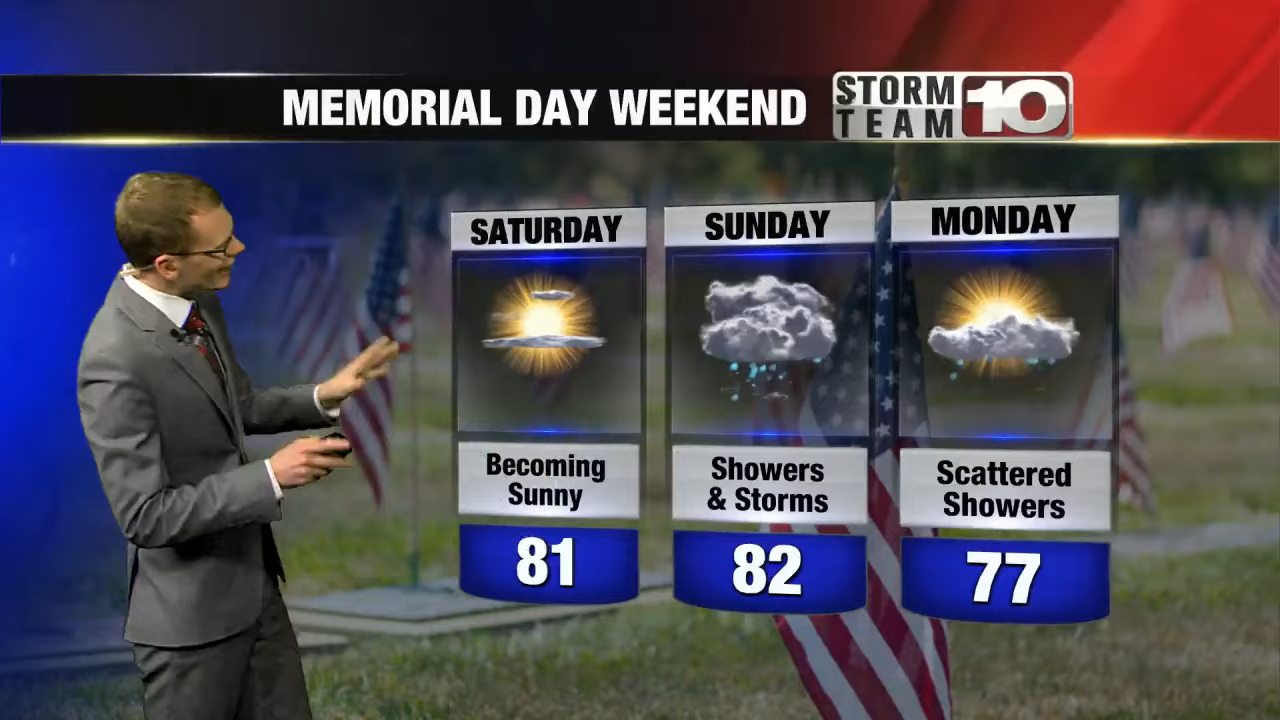 MEMORIAL DAY WEEKEND
STORM
TEAM
10
SATURDAY
SUNDAY
MONDAY
Becoming
Sunny
Showers
& Storms
Scattered
Showers
81
82
77